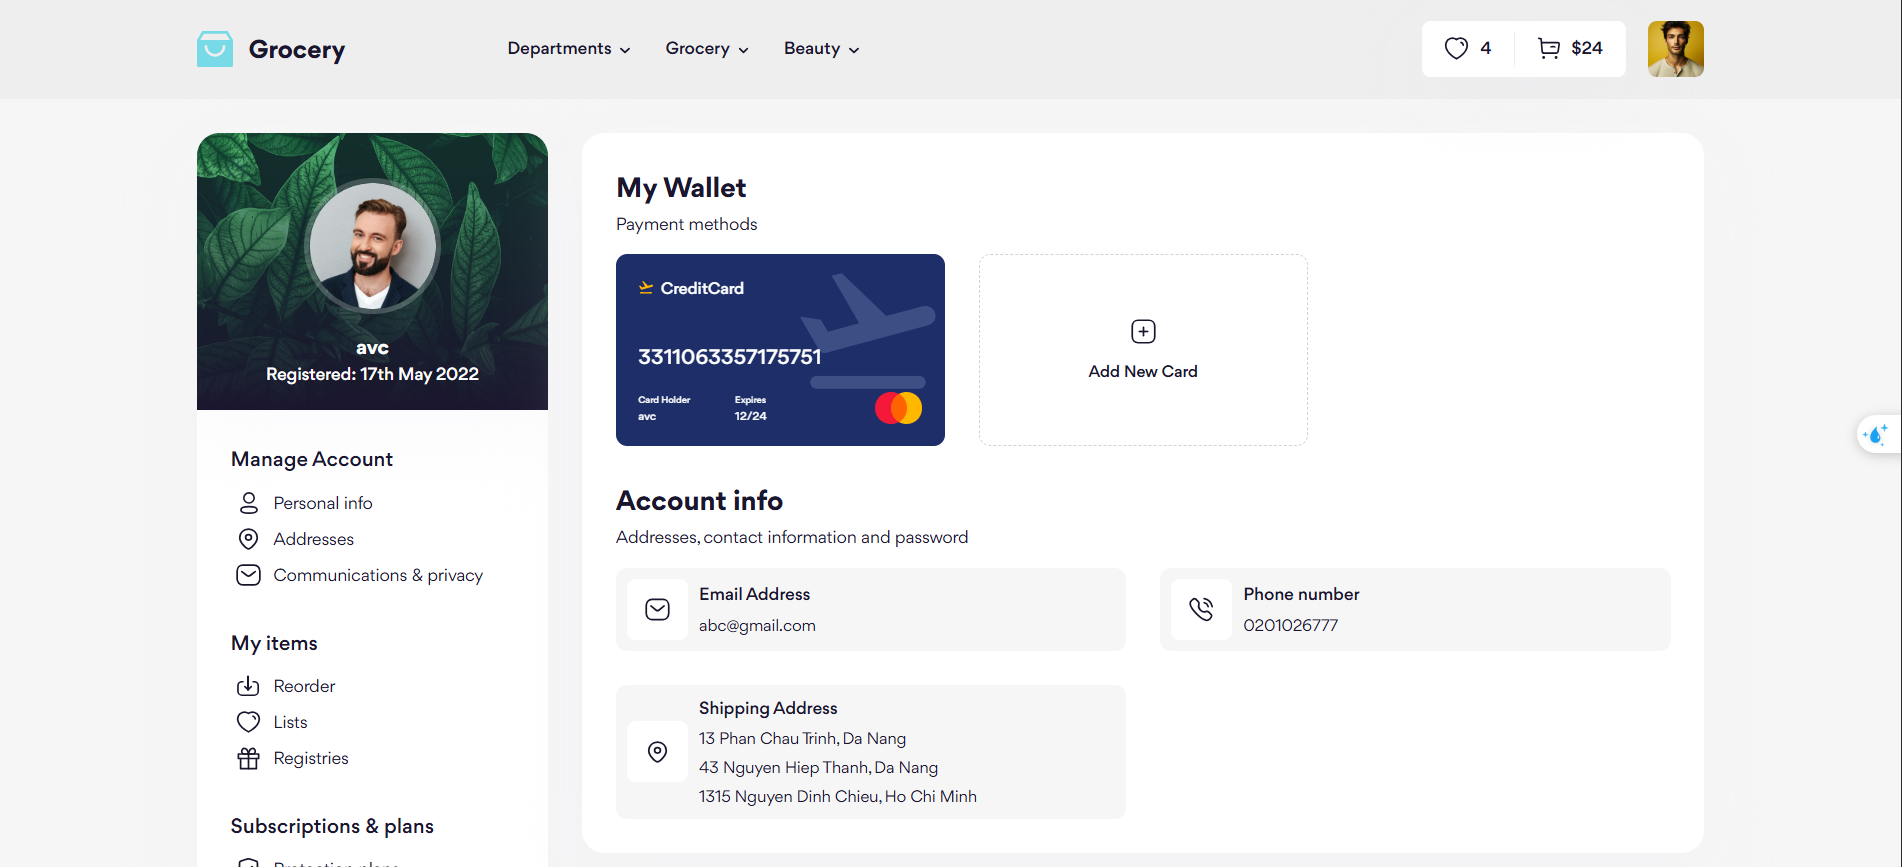 Grocery
Departments
Grocery
Beauty
4
$24
avc
Registered: 17th May 2022
Manage Account
Personal info
Addresses
Communications & privacy
My items
Reorder
Lists
Registries
Subscriptions & plans
Protection plans
My Wallet
Payment methods
CreditCard
3311063357175751
Card Holder
avc
Expires
12/24
Add New Card
Account info
Addresses, contact information and password
Email Address
abc@gmail.com
Phone number
0201026777
Shipping Address
13 Phan Chau Trinh, Da Nang
43 Nguyen Hiep Thanh, Da Nang
1315 Nguyen Dinh Chieu, Ho Chi Minh